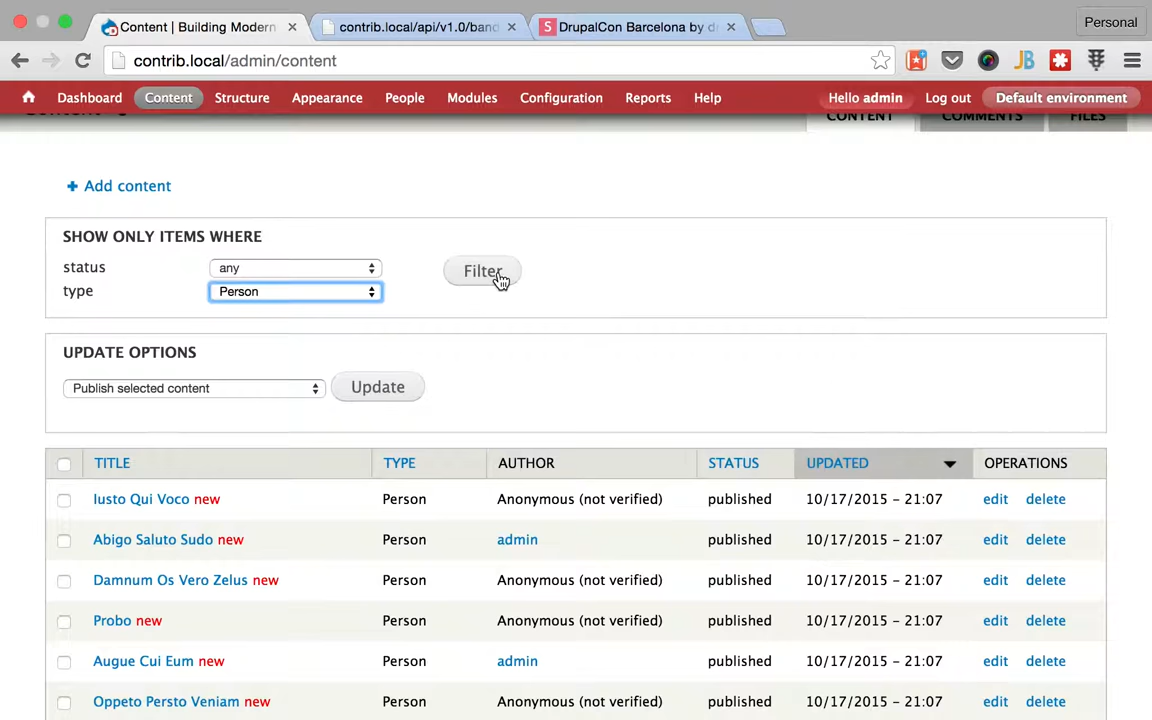 Content | Building Modern
contrib.local/api/v1.0/band
S DrupalCon Barcelona by d
Personal
contrib.local/admin/content
JB
Dashboard Content Structure Appearance People Modules Configuration Reports Help Hello admin Log out Default environment
CONTENT COMMENTS FILES
+ Add content
SHOW ONLY ITEMS WHERE
status any
type Person
Filter
UPDATE OPTIONS
Publish selected content Update
TITLE TYPE AUTHOR STATUS UPDATED OPERATIONS
Iusto Qui Voco new Person Anonymous (not verified) published 10/17/2015 - 21:07 edit delete
Abigo Saluto Sudo new Person admin published 10/17/2015 - 21:07 edit delete
Damnum Os Vero Zelus new Person Anonymous (not verified) published 10/17/2015 - 21:07 edit delete
Probo new Person Anonymous (not verified) published 10/17/2015 - 21:07 edit delete
Augue Cui Eum new Person admin published 10/17/2015 - 21:07 edit delete
Oppeto Persto Veniam new Person Anonymous (not verified) published 10/17/2015 - 21:07 edit delete